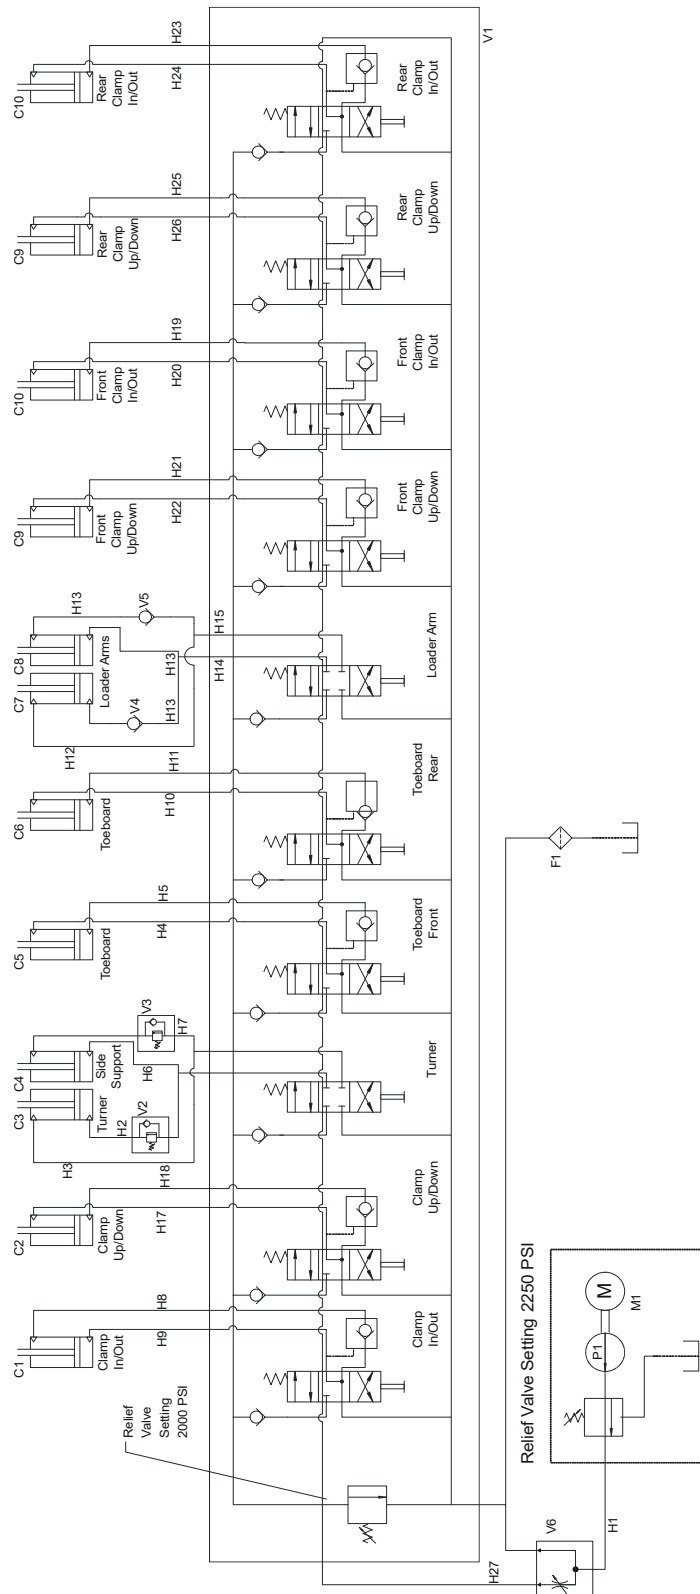 C10
H23
H24
Rear
Clamp
In/Out
Rear
Clamp
In/Out
V1
C9
H25
H26
Rear
Clamp
Up/Down
Rear
Clamp
Up/Down
C10
H19
H20
Front
Clamp
In/Out
Front
Clamp
In/Out
C9
H21
H22
Front
Clamp
Up/Down
Front
Clamp
Up/Down
C8
C7
H13
V5
Loader Arms
H13
H13
V4
H12
H15
H14
Loader Arm
C6
H11
H10
Toeboard
Toeboard
Rear
C5
H5
H4
Toeboard
Toeboard
Front
C4
C3
V3
H7
Side
Support
H6
Turner
H2
V2
H3
H18
Turner
C2
H17
Clamp
Up/Down
Clamp
Up/Down
C1
H8
H9
Clamp
In/Out
Clamp
In/Out
Relief
Valve
Setting
2000 PSI
F1
Relief Valve Setting 2250 PSI
M
M1
P1
V6
H1
H27